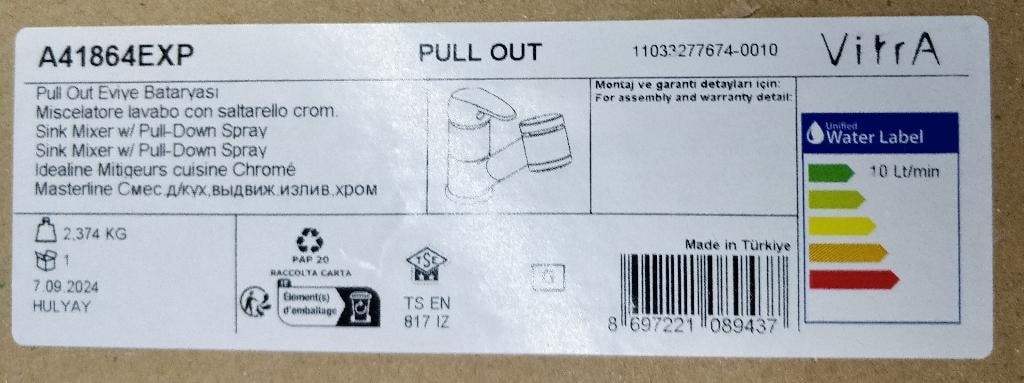 A41864EXP
PULL OUT
VitrA
Pull Out Eviye Bataryası
Miscelatore lavabo con saltarello crom.
Sink Mixer w/ Pull-Down Spray
Sink Mixer w/ Pull-Down Spray
Idealine Mitigeurs cuisine Chromé
Masterline Смес.д/кух,выдвиж.излив,хром
Montaj ve garanti detayları için:
For assembly and warranty detail:
Unified
Water Label
10 Lt/min
2,374 KG
1
7.09.2024
HULYAY
PAP 20
RACCOLTA CARTA
Élément(s)
d'emballage
TSE
TS EN
817 IZ
Made in Türkiye
8 697221 089437